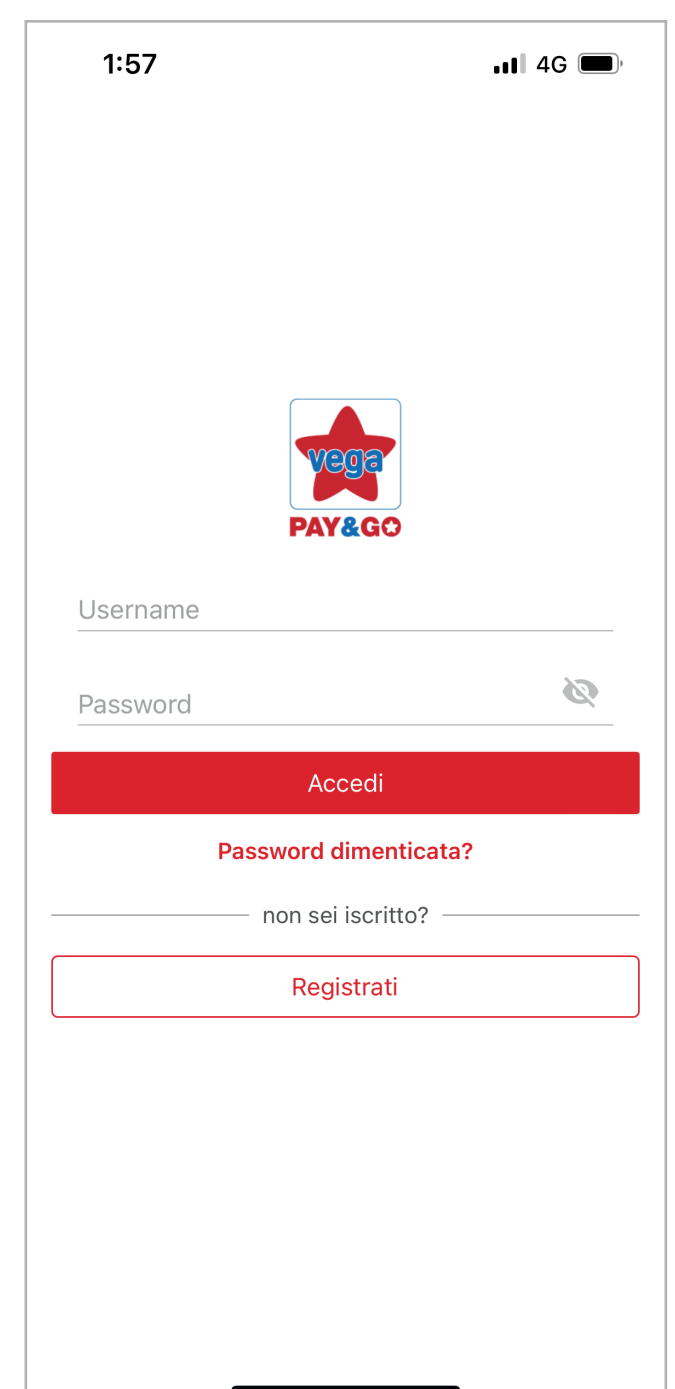 1:57 4G
vega
PAY&GO
Username
Password
Accedi
Password dimenticata?
non sei iscritto?
Registrati